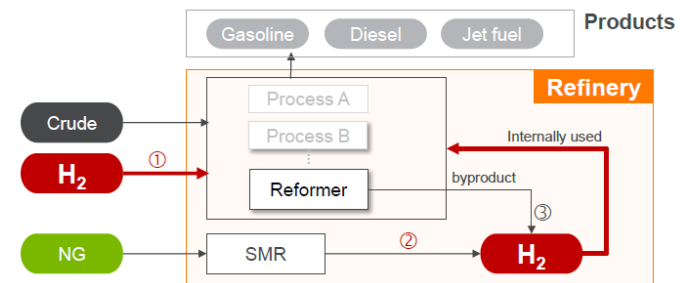 Products
Gasoline
Diesel
Jet fuel
Refinery
Process A
Process B
⋮
Reformer
Crude
H₂
①
Internally used
byproduct
③
NG
SMR
②
H₂